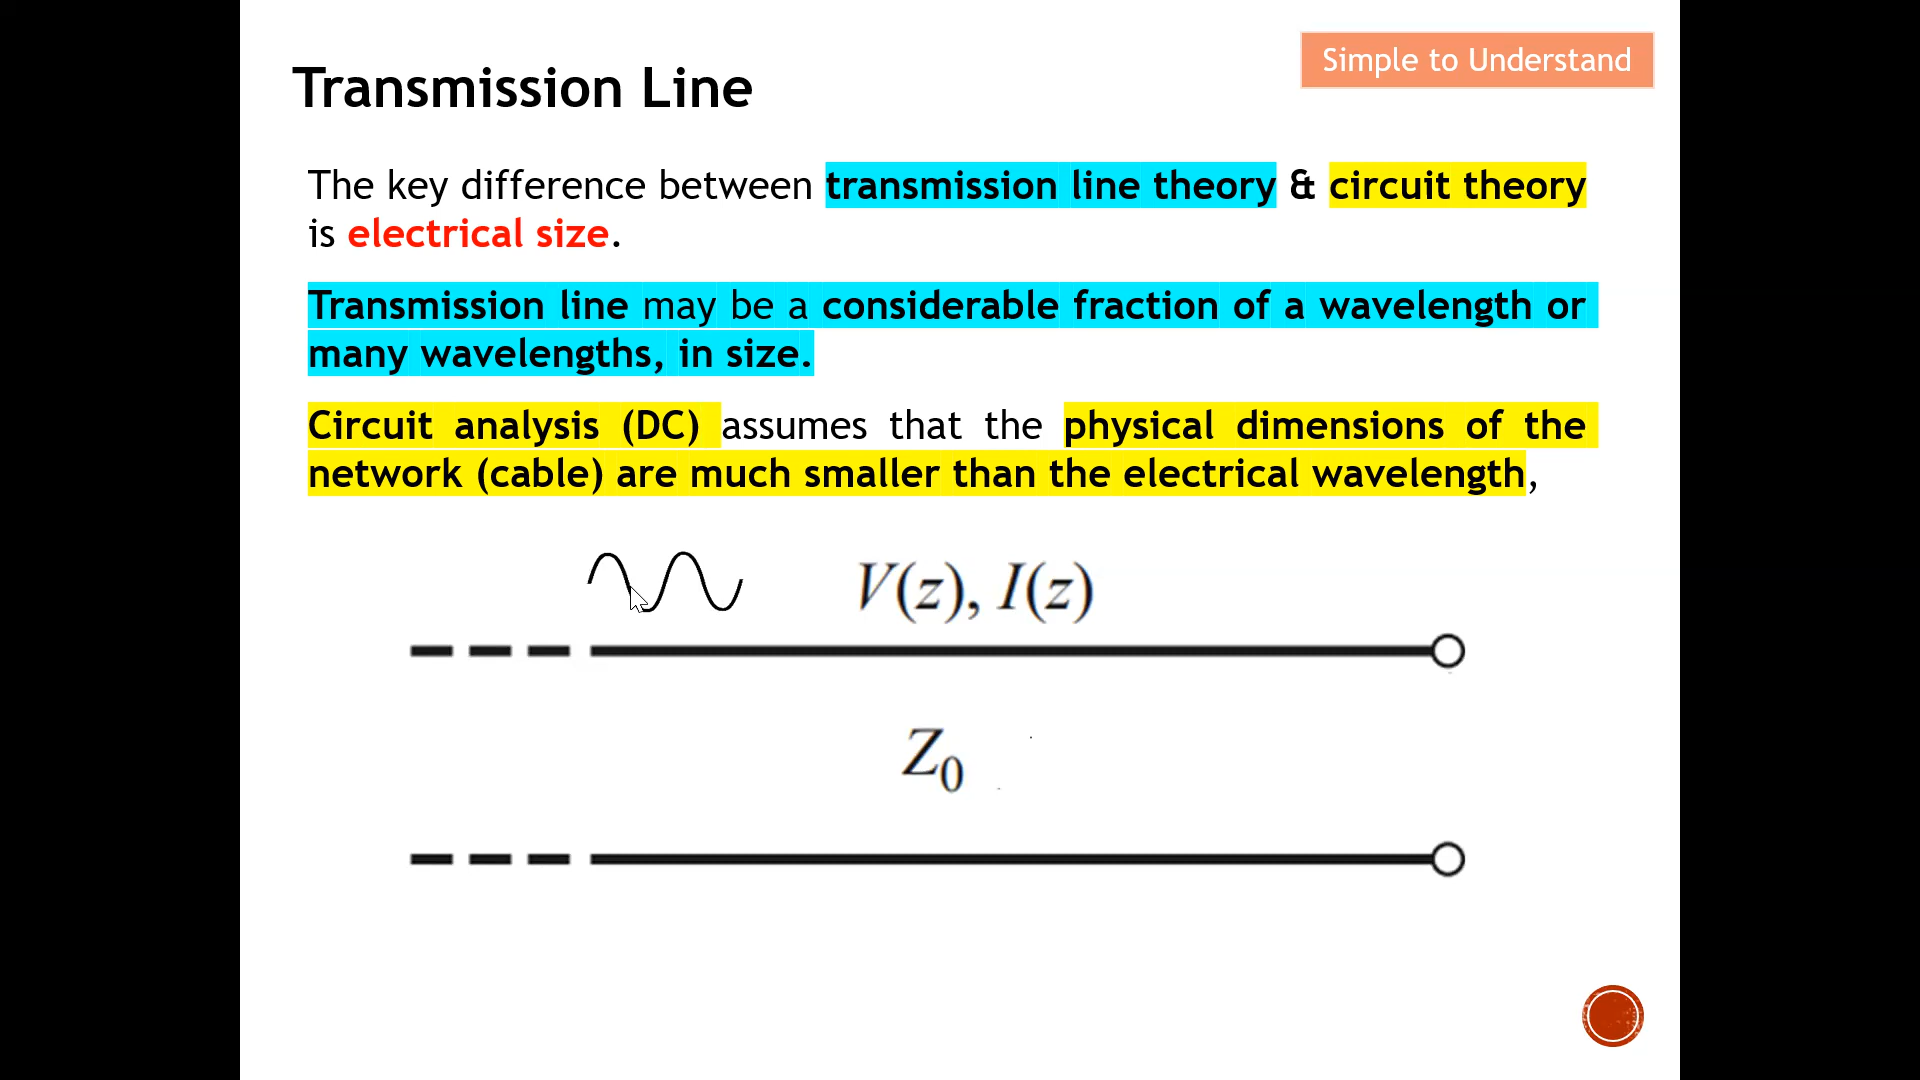 Simple to Understand
Transmission Line
The key difference between transmission line theory & circuit theory
is electrical size.
Transmission line may be a considerable fraction of a wavelength or
many wavelengths, in size.
Circuit analysis (DC) assumes that the physical dimensions of the
network (cable) are much smaller than the electrical wavelength,
V(z), I(z)
Z₀